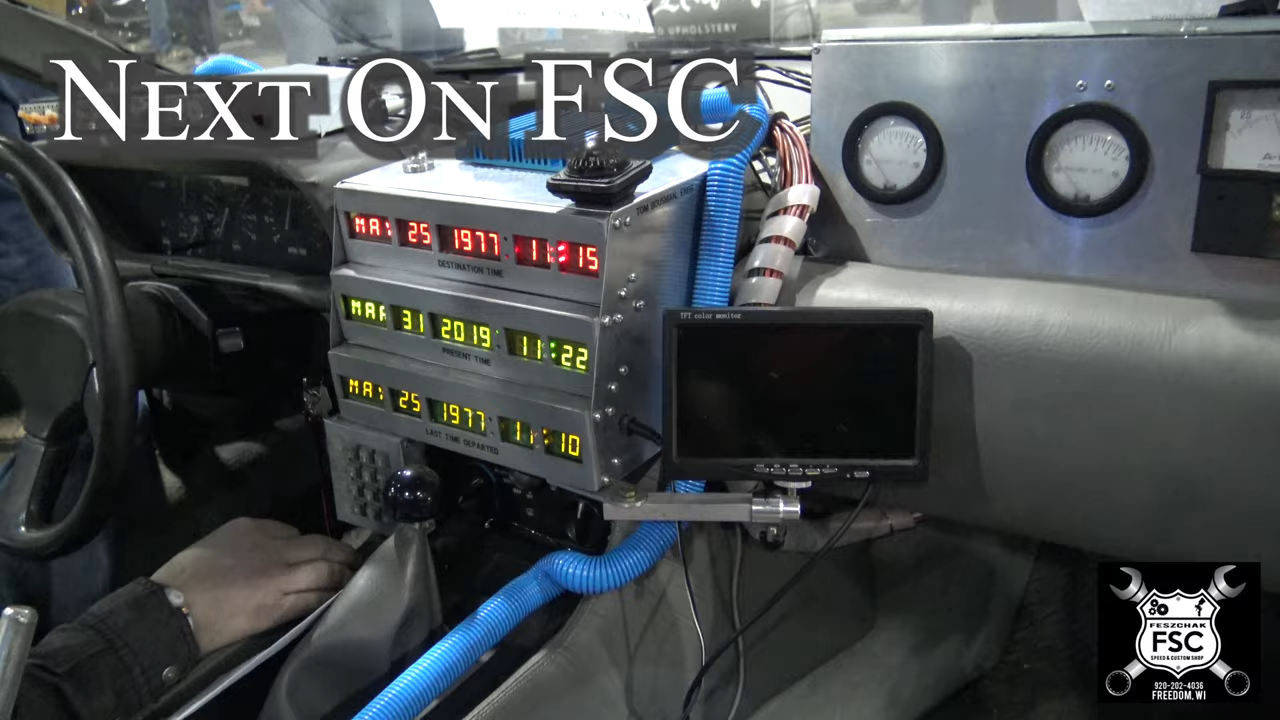 UPHOLSTERY
NEXT ON FSC
MAY 25 1977 11:15
DESTINATION TIME
MAR 31 2019 11:22
PRESENT TIME
MAY 25 1977 11:10
LAST TIME DEPARTED
TFT color monitor
FESZCHAK
FSC
SPEED & CUSTOM SHOP
920-202-4036
FREEDOM, WI